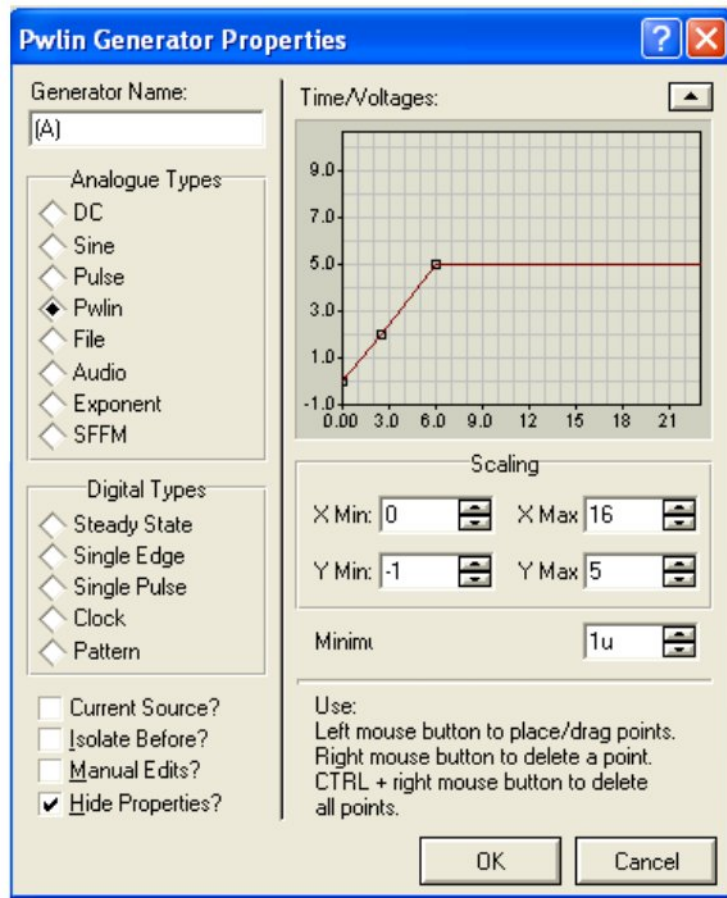 Pwlin Generator Properties
Generator Name:
(A)
Analogue Types
DC
Sine
Pulse
Pwlin
File
Audio
Exponent
SFFM
Digital Types
Steady State
Single Edge
Single Pulse
Clock
Pattern
Current Source?
Isolate Before?
Manual Edits?
Hide Properties?
Time/Voltages:
9.0
7.0
5.0
3.0
1.0
-1.0
0.00 3.0 6.0 9.0 12 15 18 21
Scaling
X Min: 0 X Max 16
Y Min: -1 Y Max 5
Minimu 1u
Use:
Left mouse button to place/drag points.
Right mouse button to delete a point.
CTRL + right mouse button to delete
all points.
OK Cancel